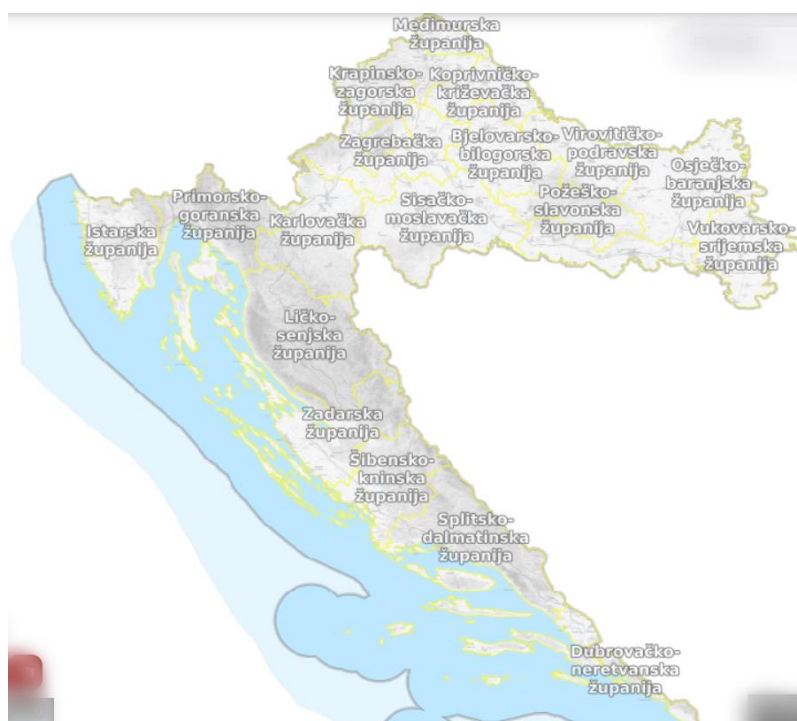 Međimurska
županija
Krapinsko-
zagorska
županija
Koprivničko-
križevačka
županija
Zagrebačka
županija
Bjelovarsko-
bilogorska
županija
Virovitičko-
podravska
županija
Osječko-
baranjska
županija
Primorsko-
goranska
županija
Istarska
županija
Karlovačka
županija
Sisačko-
moslavačka
županija
Požeško-
slavonska
županija
Vukovarsko-
srijemska
županija
Ličko-
senjska
županija
Zadarska
županija
Šibensko-
kninska
županija
Splitsko-
dalmatinska
županija
Dubrovačko-
neretvanska
županija